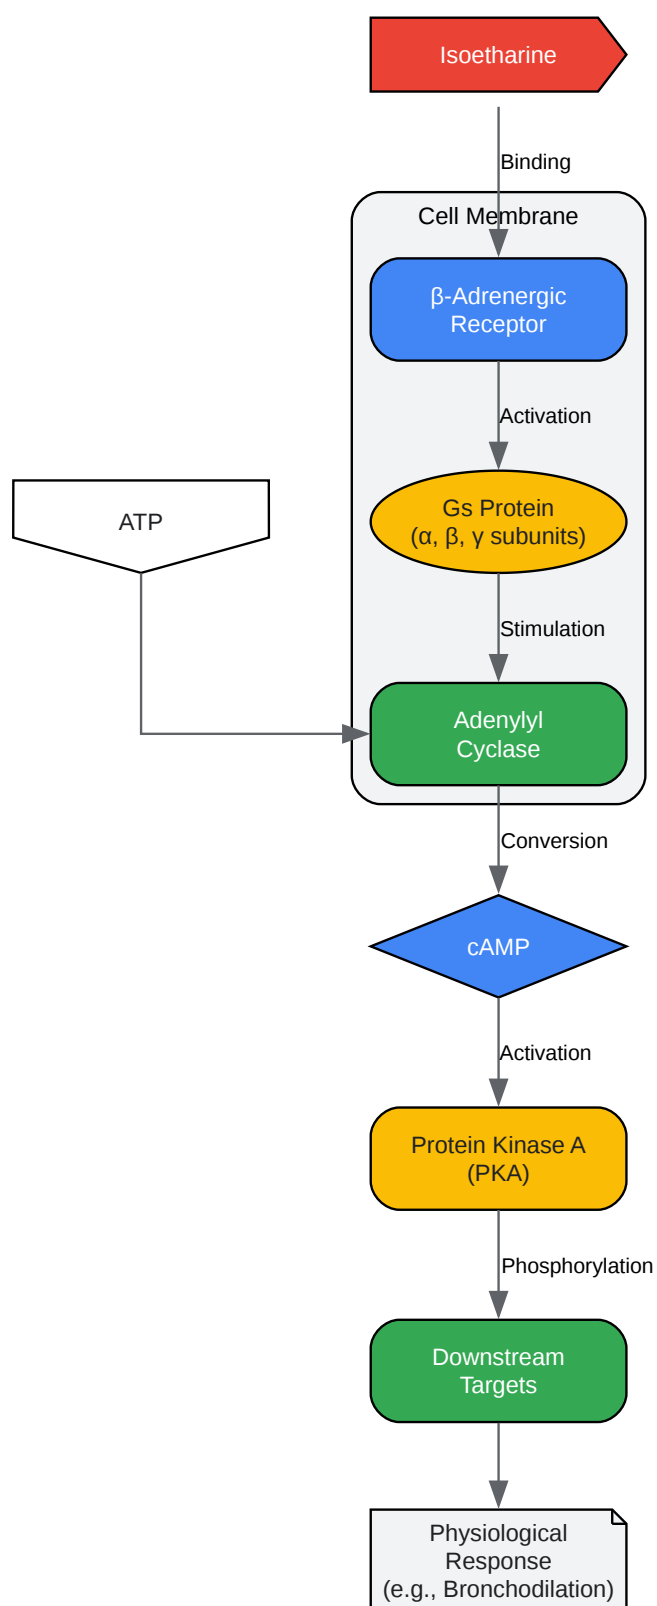 Isoetharine
Binding
Cell Membrane
β-Adrenergic
Receptor
Activation
ATP
Gs Protein
(α, β, γ subunits)
Stimulation
Adenylyl
Cyclase
Conversion
cAMP
Activation
Protein Kinase A
(PKA)
Phosphorylation
Downstream
Targets
Physiological
Response
(e.g., Bronchodilation)